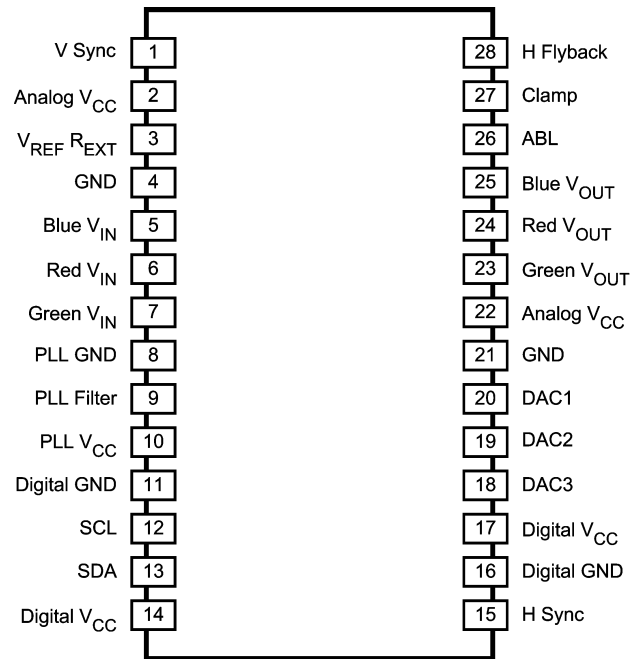 V Sync 1 28 H Flyback
Analog VCC 2 27 Clamp
VREF REXT 3 26 ABL
GND 4 25 Blue VOUT
Blue VIN 5 24 Red VOUT
Red VIN 6 23 Green VOUT
Green VIN 7 22 Analog VCC
PLL GND 8 21 GND
PLL Filter 9 20 DAC1
PLL VCC 10 19 DAC2
Digital GND 11 18 DAC3
SCL 12 17 Digital VCC
SDA 13 16 Digital GND
Digital VCC 14 15 H Sync